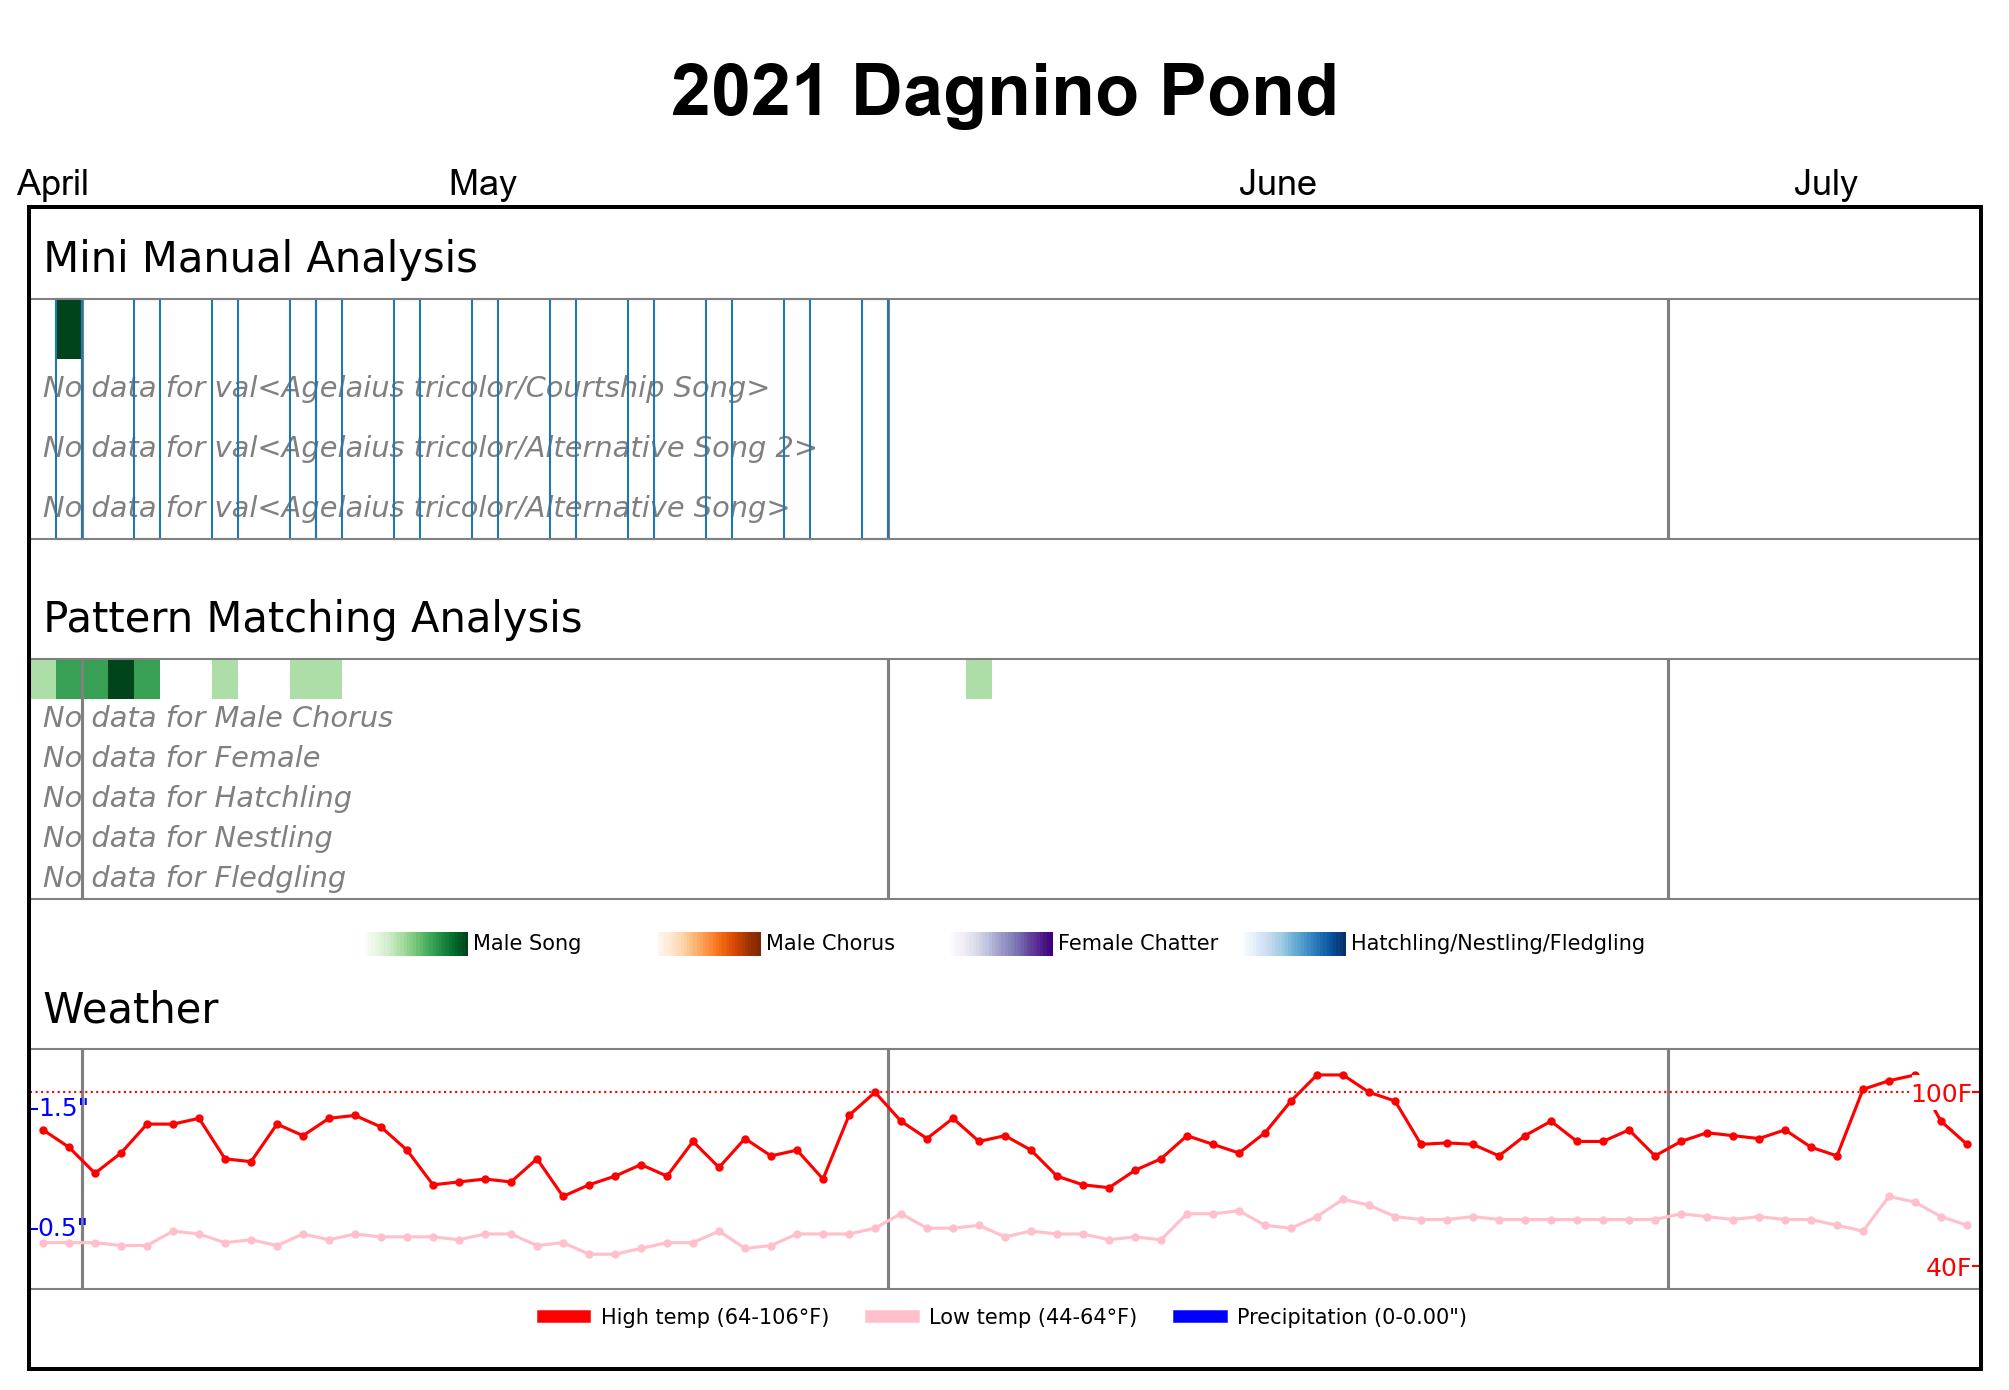 2021 Dagnino Pond
April May June July
Mini Manual Analysis
No data for val<Agelaius tricolor/Courtship Song>
No data for val<Agelaius tricolor/Alternative Song 2>
No data for val<Agelaius tricolor/Alternative Song>
Pattern Matching Analysis
No data for Male Chorus
No data for Female
No data for Hatchling
No data for Nestling
No data for Fledgling
Male Song Male Chorus Female Chatter Hatchling/Nestling/Fledgling
Weather
100F
1.5"
0.5"
40F
High temp (64-106°F) Low temp (44-64°F) Precipitation (0-0.00")